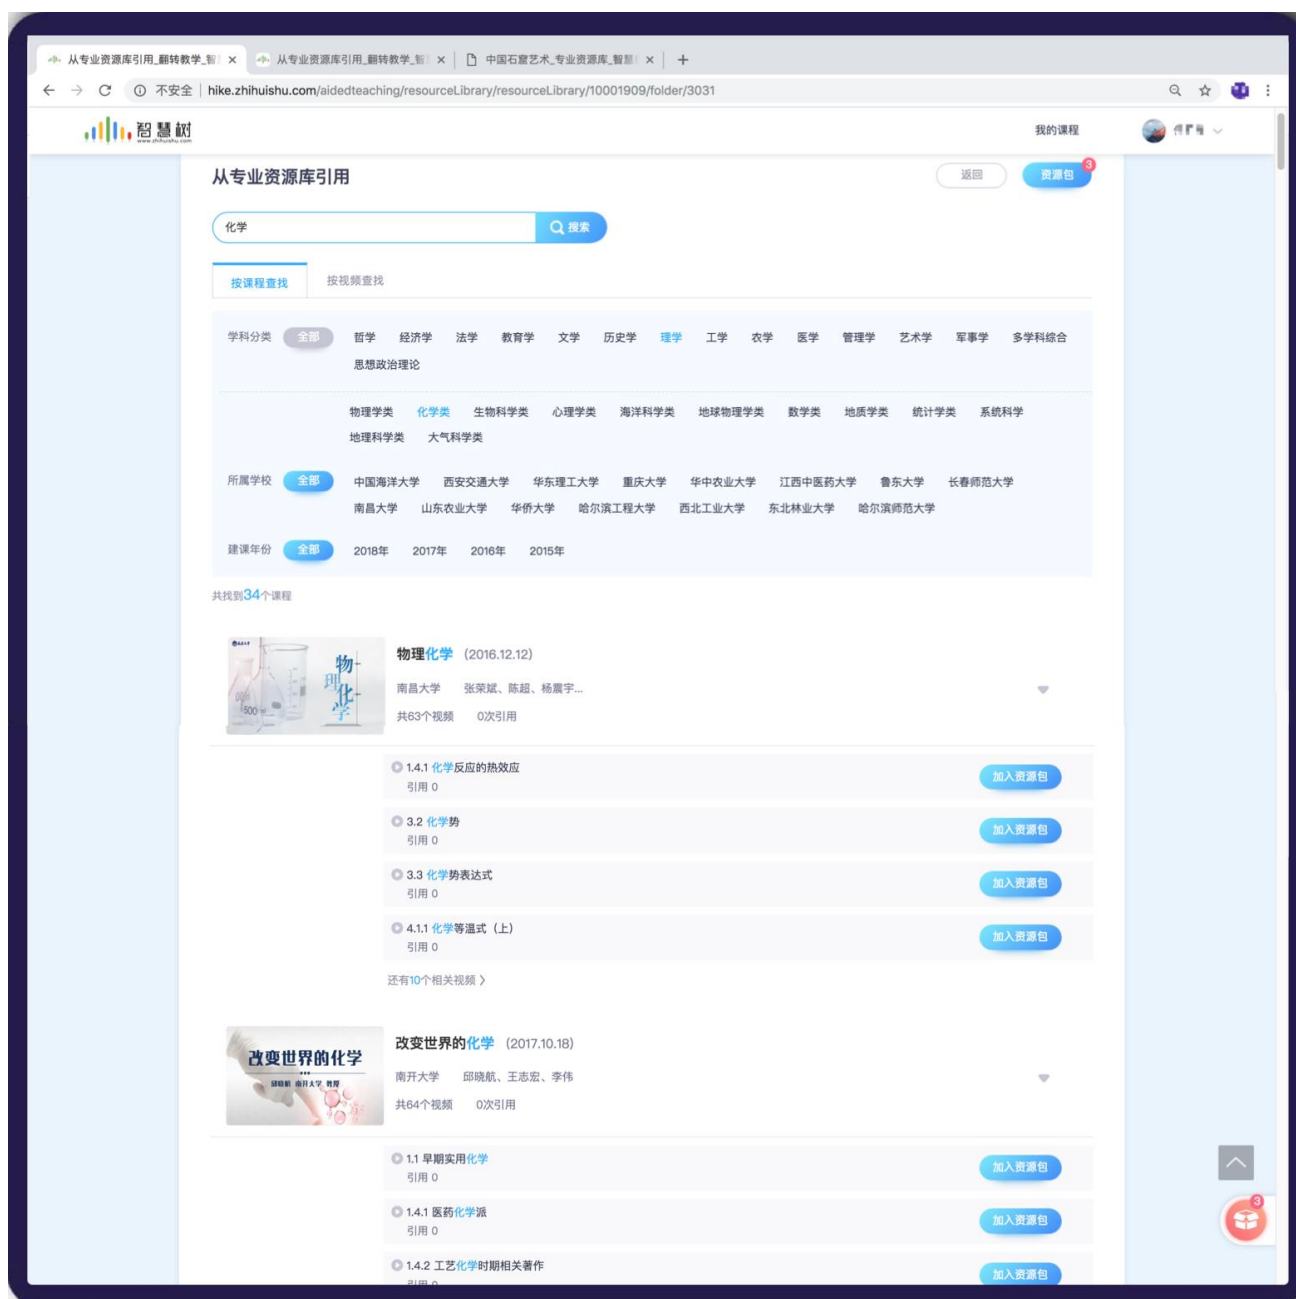 从专业资源库引用_翻转教学_智
从专业资源库引用_翻转教学_智
中国石窟艺术_专业资源库_智慧
不安全 | hike.zhihuishu.com/aidedteaching/resourceLibrary/resourceLibrary/10001909/folder/3031
智慧树
www.zhihuishu.com
我的课程
从专业资源库引用
返回
资源包
3
化学
搜索
按课程查找
按视频查找
学科分类 全部 哲学 经济学 法学 教育学 文学 历史学 理学 工学 农学 医学 管理学 艺术学 军事学 多学科综合
思想政治理论
物理学类 化学类 生物科学类 心理学类 海洋科学类 地球物理学类 数学类 地质学类 统计学类 系统科学
地理科学类 大气科学类
所属学校 全部 中国海洋大学 西安交通大学 华东理工大学 重庆大学 华中农业大学 江西中医药大学 鲁东大学 长春师范大学
南昌大学 山东农业大学 华侨大学 哈尔滨工程大学 西北工业大学 东北林业大学 哈尔滨师范大学
建课年份 全部 2018年 2017年 2016年 2015年
共找到34个课程
物理化学
500
物理化学 (2016.12.12)
南昌大学 张荣斌、陈超、杨震宇...
共63个视频 0次引用
1.4.1 化学反应的热效应
引用 0
加入资源包
3.2 化学势
引用 0
加入资源包
3.3 化学势表达式
引用 0
加入资源包
4.1.1 化学等温式（上）
引用 0
加入资源包
还有10个相关视频 〉
改变世界的化学
邱晓航 南开大学 教授
改变世界的化学 (2017.10.18)
南开大学 邱晓航、王志宏、李伟
共64个视频 0次引用
1.1 早期实用化学
引用 0
加入资源包
1.4.1 医药化学派
引用 0
加入资源包
1.4.2 工艺化学时期相关著作
引用 0
加入资源包
3